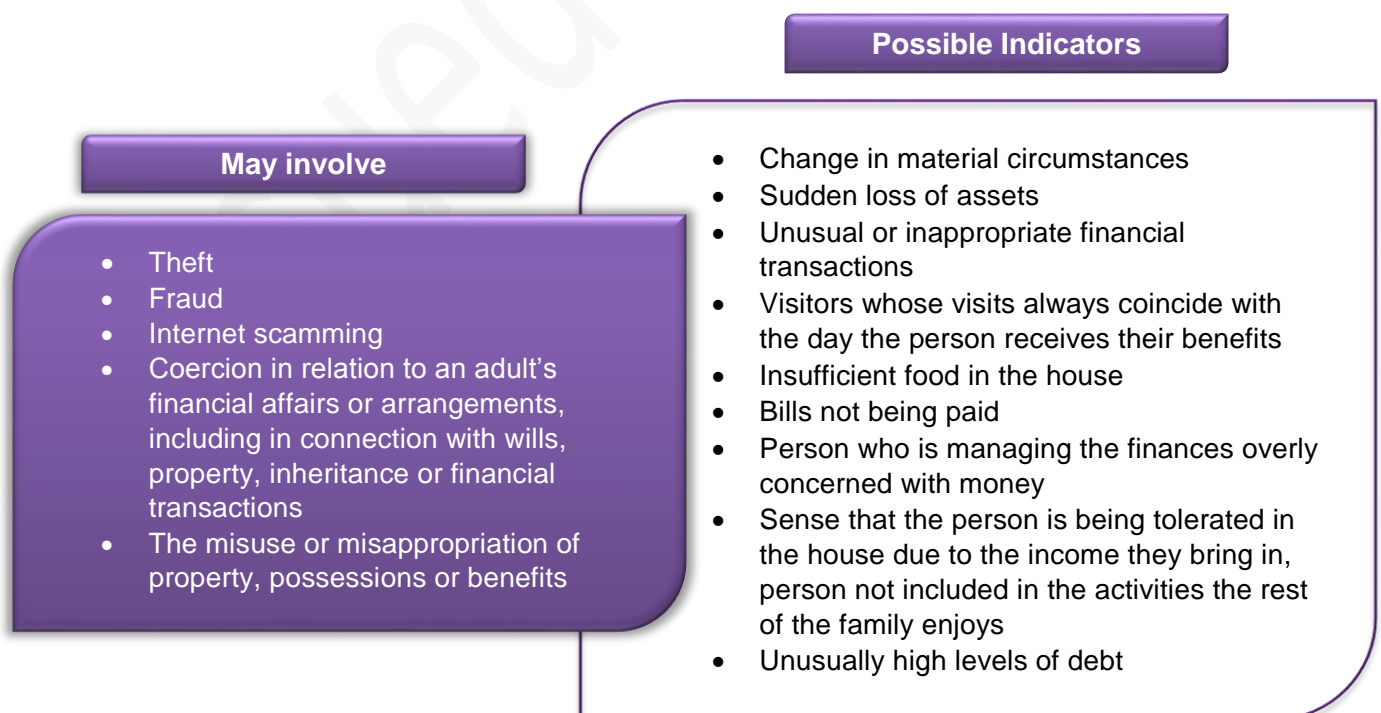 May involve
• Theft
• Fraud
• Internet scamming
• Coercion in relation to an adult’s
financial affairs or arrangements,
including in connection with wills,
property, inheritance or financial
transactions
• The misuse or misappropriation of
property, possessions or benefits
Possible Indicators
• Change in material circumstances
• Sudden loss of assets
• Unusual or inappropriate financial
transactions
• Visitors whose visits always coincide with
the day the person receives their benefits
• Insufficient food in the house
• Bills not being paid
• Person who is managing the finances overly
concerned with money
• Sense that the person is being tolerated in
the house due to the income they bring in,
person not included in the activities the rest
of the family enjoys
• Unusually high levels of debt